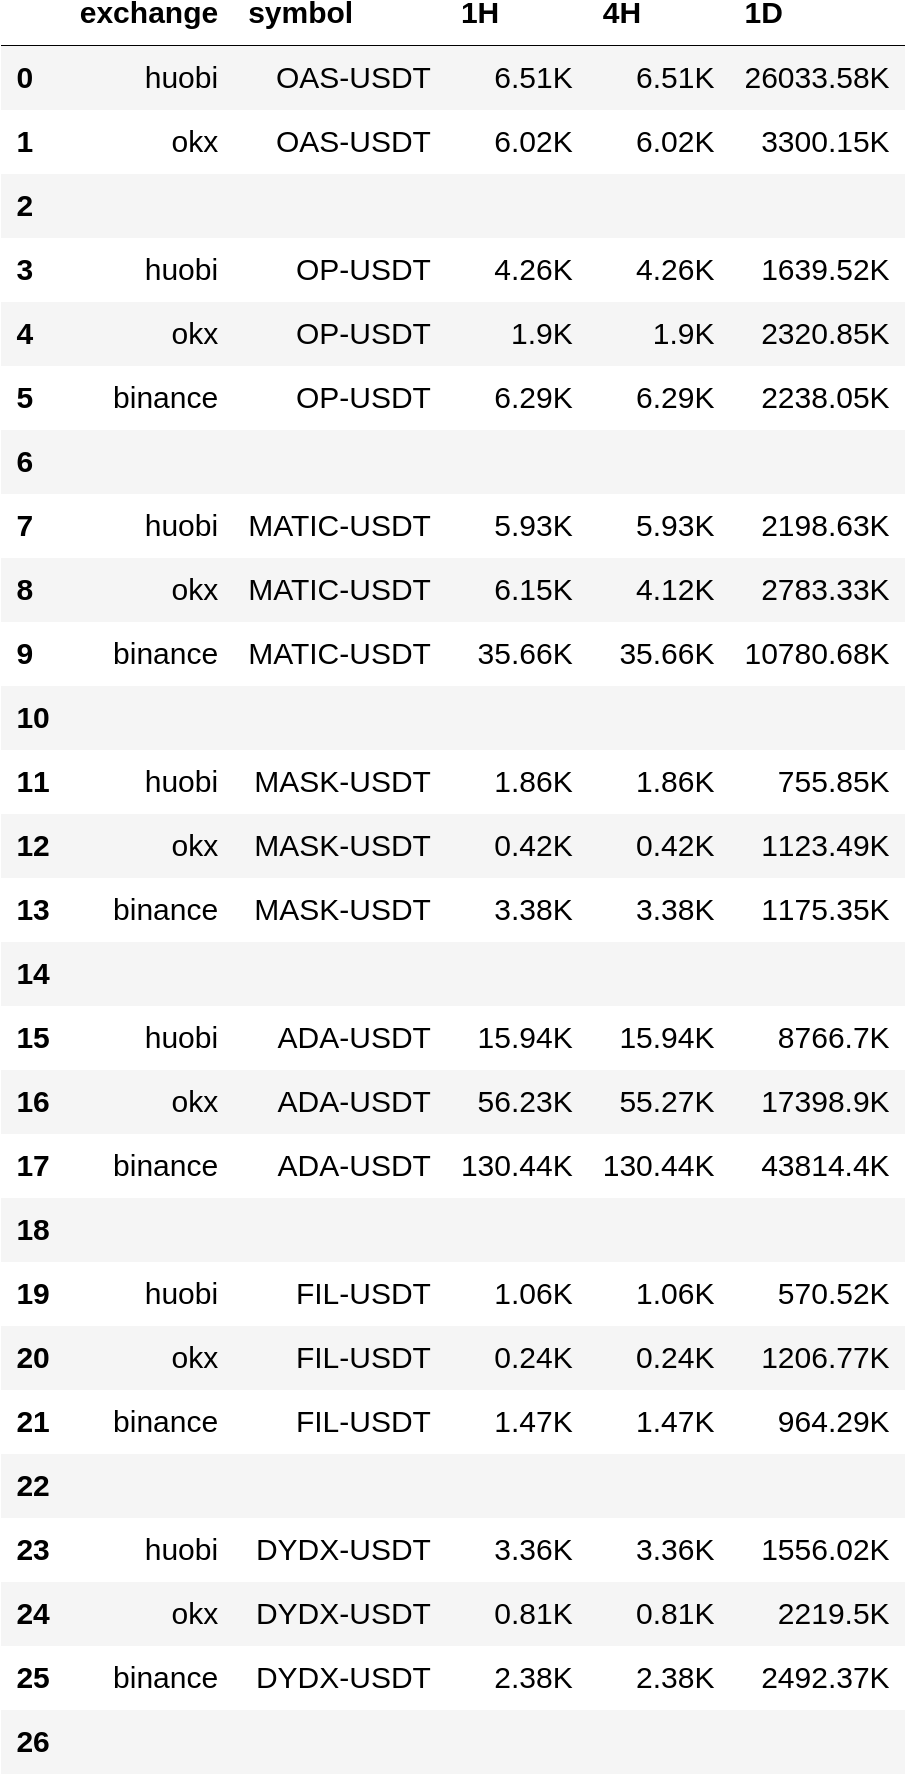 exchange symbol 1H 4H 1D
0 huobi OAS-USDT 6.51K 6.51K 26033.58K
1 okx OAS-USDT 6.02K 6.02K 3300.15K
2
3 huobi OP-USDT 4.26K 4.26K 1639.52K
4 okx OP-USDT 1.9K 1.9K 2320.85K
5 binance OP-USDT 6.29K 6.29K 2238.05K
6
7 huobi MATIC-USDT 5.93K 5.93K 2198.63K
8 okx MATIC-USDT 6.15K 4.12K 2783.33K
9 binance MATIC-USDT 35.66K 35.66K 10780.68K
10
11 huobi MASK-USDT 1.86K 1.86K 755.85K
12 okx MASK-USDT 0.42K 0.42K 1123.49K
13 binance MASK-USDT 3.38K 3.38K 1175.35K
14
15 huobi ADA-USDT 15.94K 15.94K 8766.7K
16 okx ADA-USDT 56.23K 55.27K 17398.9K
17 binance ADA-USDT 130.44K 130.44K 43814.4K
18
19 huobi FIL-USDT 1.06K 1.06K 570.52K
20 okx FIL-USDT 0.24K 0.24K 1206.77K
21 binance FIL-USDT 1.47K 1.47K 964.29K
22
23 huobi DYDX-USDT 3.36K 3.36K 1556.02K
24 okx DYDX-USDT 0.81K 0.81K 2219.5K
25 binance DYDX-USDT 2.38K 2.38K 2492.37K
26